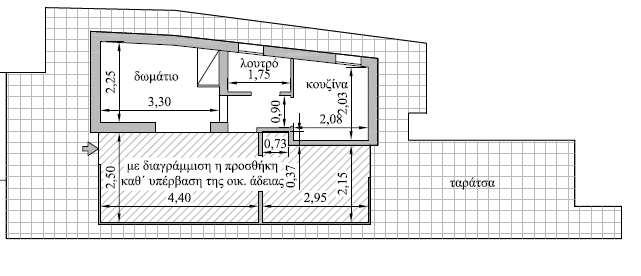 λουτρό
1,75
δωμάτιο
2,25
κουζίνα
3,30
0,90
2,03
2,08
0,73
με διαγράμμιση η προσθήκη
καθ΄ υπέρβαση της οικ. άδειας
2,50
0,37
2,15
ταράτσα
4,40
2,95